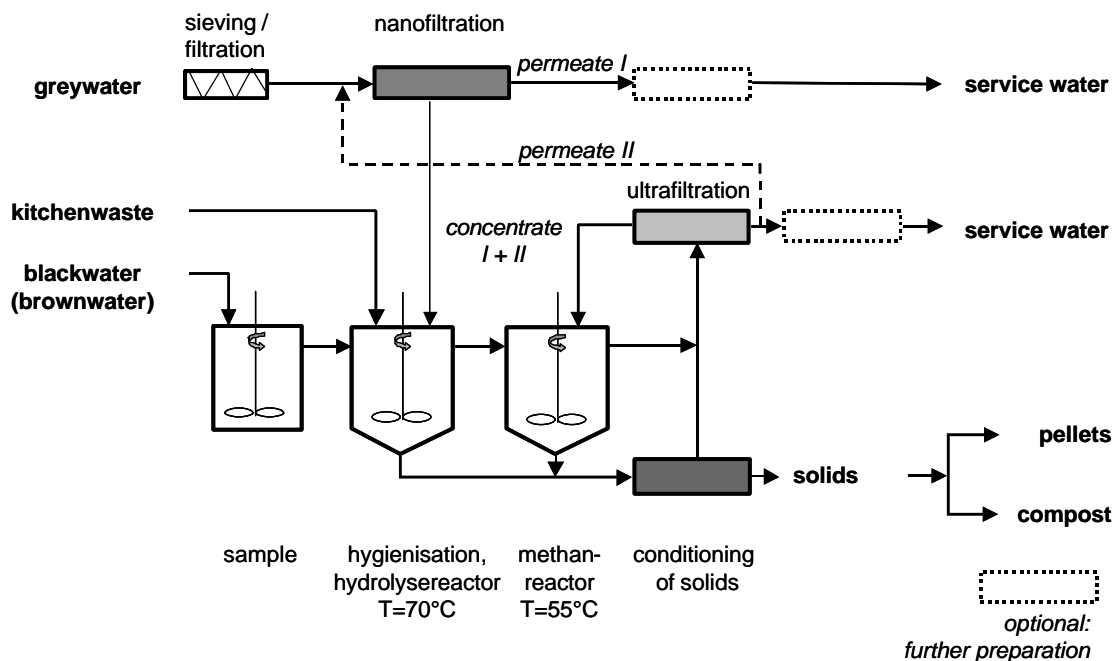 sieving /
filtration
nanofiltration
greywater
permeate I
service water
permeate II
ultrafiltration
kitchenwaste
concentrate
I + II
service water
blackwater
(brownwater)
pellets
solids
compost
sample
hygienisation,
hydrolysereactor
T=70°C
methan-
reactor
T=55°C
conditioning
of solids
optional:
further preparation